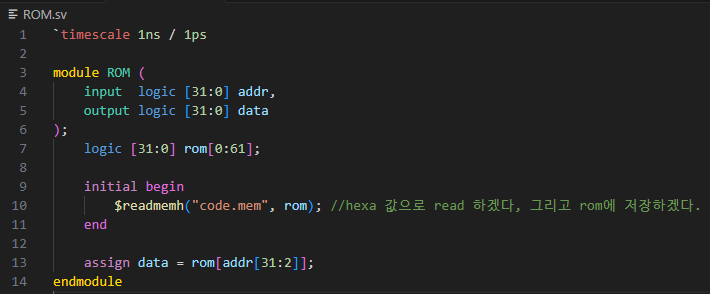 ROM.sv
1 `timescale 1ns / 1ps
2
3 module ROM (
4     input  logic [31:0] addr,
5     output logic [31:0] data
6 );
7     logic [31:0] rom[0:61];
8
9     initial begin
10         $readmemh("code.mem", rom); //hexa 값으로 read 하겠다, 그리고 rom에 저장하겠다.
11     end
12
13     assign data = rom[addr[31:2]];
14 endmodule